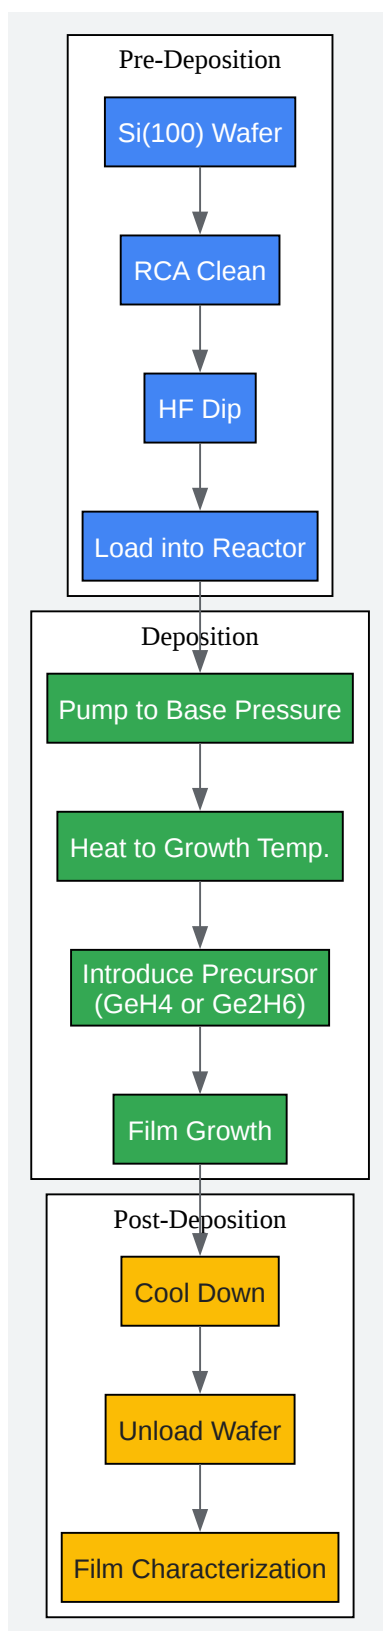 Pre-Deposition
Si(100) Wafer
RCA Clean
HF Dip
Load into Reactor
Deposition
Pump to Base Pressure
Heat to Growth Temp.
Introduce Precursor
(GeH4 or Ge2H6)
Film Growth
Post-Deposition
Cool Down
Unload Wafer
Film Characterization